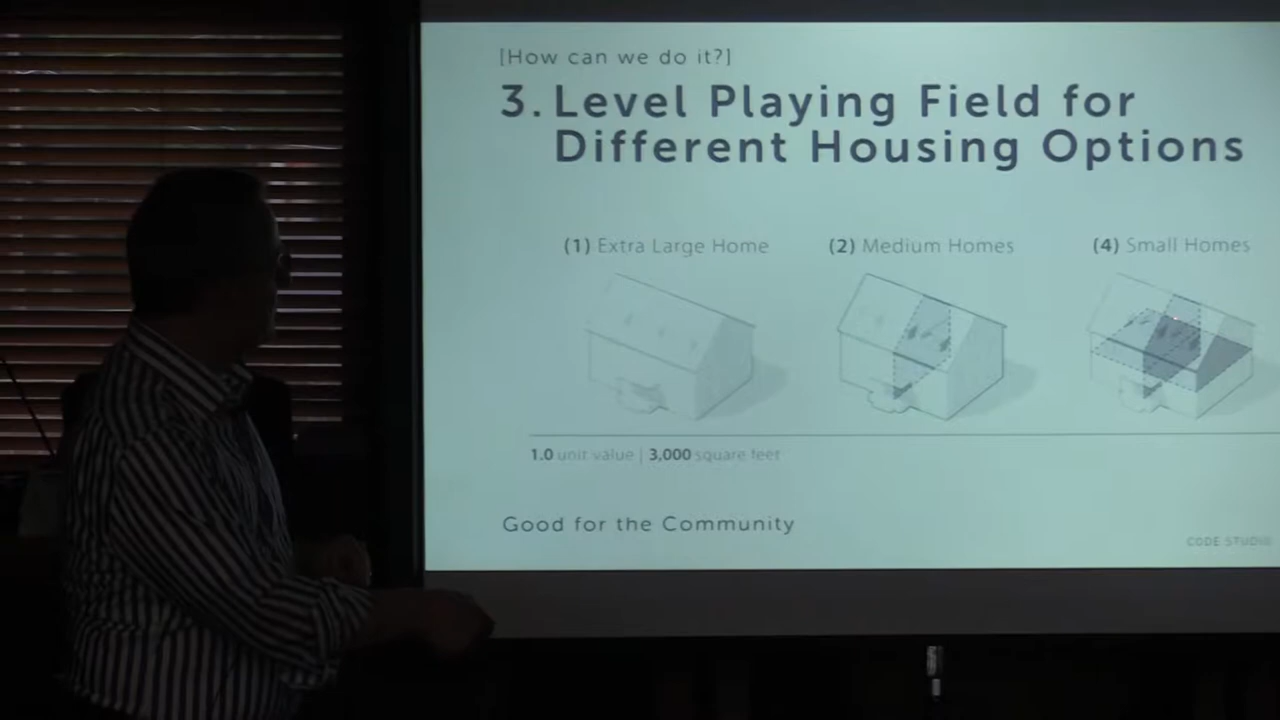 [How can we do it?]
3. Level Playing Field for
Different Housing Options
(1) Extra Large Home
(2) Medium Homes
(4) Small Homes
1.0 unit value | 3,000 square feet
Good for the Community
CODE STUDIO